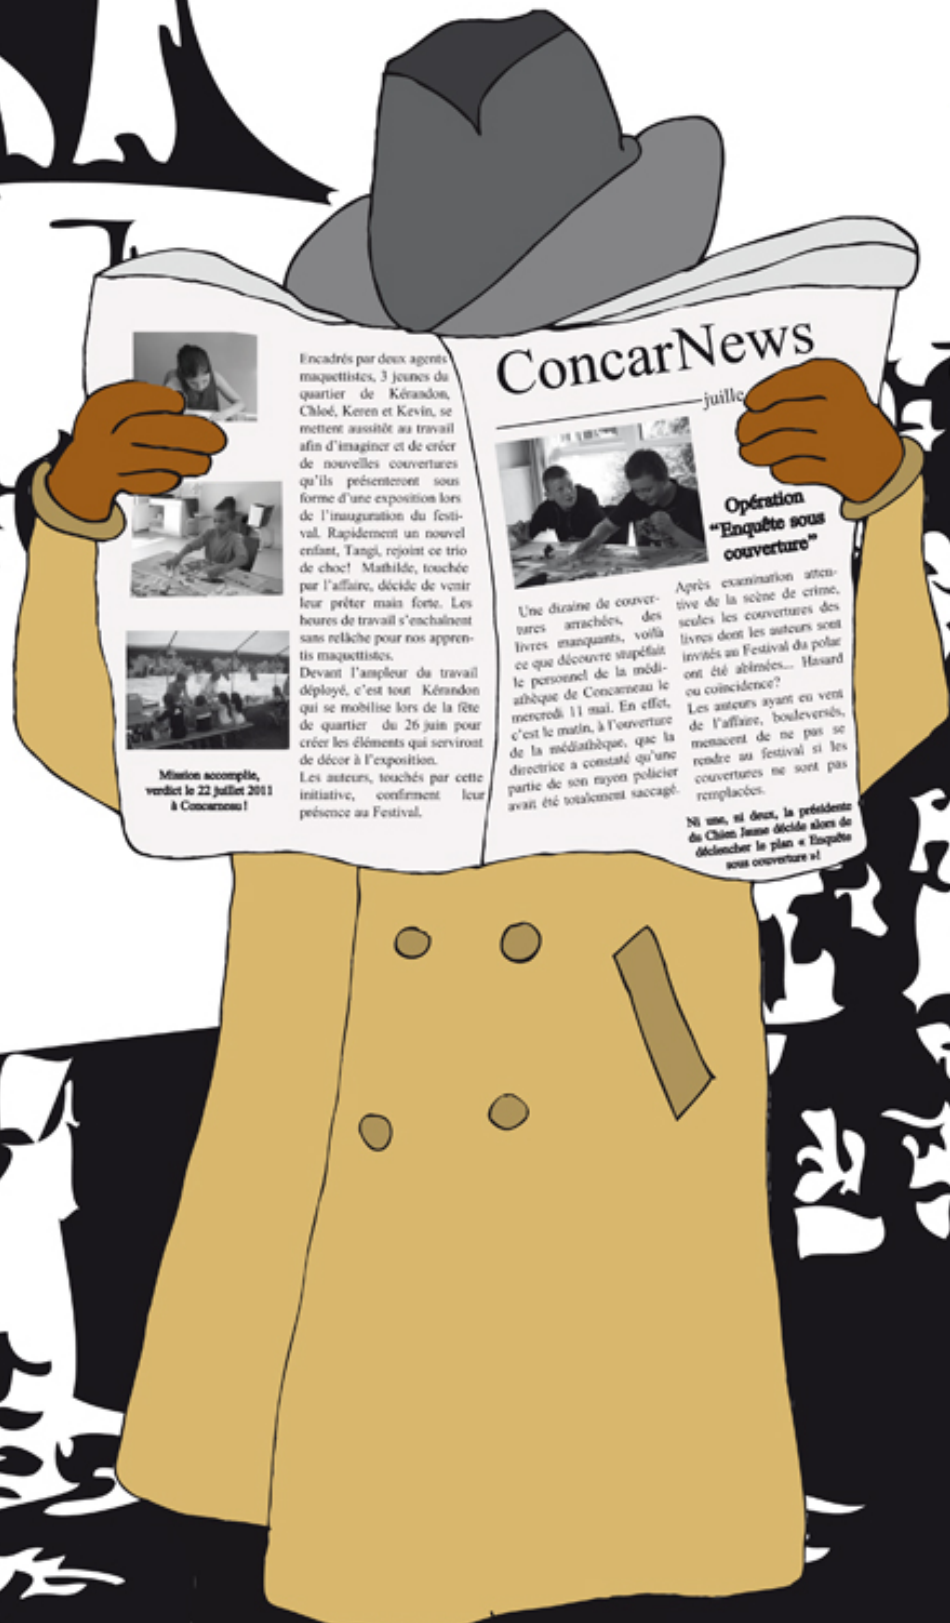 ConcarNews
juille
Opération
“Enquête sous
couverture”
Une dizaine de couver-
tures arrachées, des
livres manquants, voilà
ce que découvre stupéfait
le personnel de la médi-
athèque de Concarneau le
mercredi 11 mai. En effet,
c’est le matin, à l’ouverture
de la médiathèque, que la
directrice a constaté qu’une
partie de son rayon policier
avait été totalement saccagé.
Après examination atten-
tive de la scène de crime,
seules les couvertures des
livres dont les auteurs sont
invités au Festival du polar
ont été abîmées... Hasard
ou coincidence?
Les auteurs ayant eu vent
de l’affaire, bouleversés,
menacent de ne pas se
rendre au festival si les
couvertures ne sont pas
remplacées.
Ni une, ni deux, la présidente
du Chien Jaune décide alors de
déclencher le plan « Enquête
sous couverture »!
Encadrés par deux agents
maquettistes, 3 jeunes du
quartier de Kérandon,
Chloé, Keren et Kevin, se
mettent aussitôt au travail
afin d’imaginer et de créer
de nouvelles couvertures
qu’ils présenteront sous
forme d’une exposition lors
de l’inauguration du festi-
val. Rapidement un nouvel
enfant, Tangi, rejoint ce trio
de choc! Mathilde, touchée
par l’affaire, décide de venir
leur prêter main forte. Les
heures de travail s’enchaînent
sans relâche pour nos appren-
tis maquettistes.
Devant l’ampleur du travail
déployé, c’est tout Kérandon
qui se mobilise lors de la fête
de quartier du 26 juin pour
créer les éléments qui serviront
de décor à l’exposition.
Les auteurs, touchés par cette
initiative, confirment leur
présence au Festival.
Mission accomplie,
verdict le 22 juillet 2011
à Concarneau !